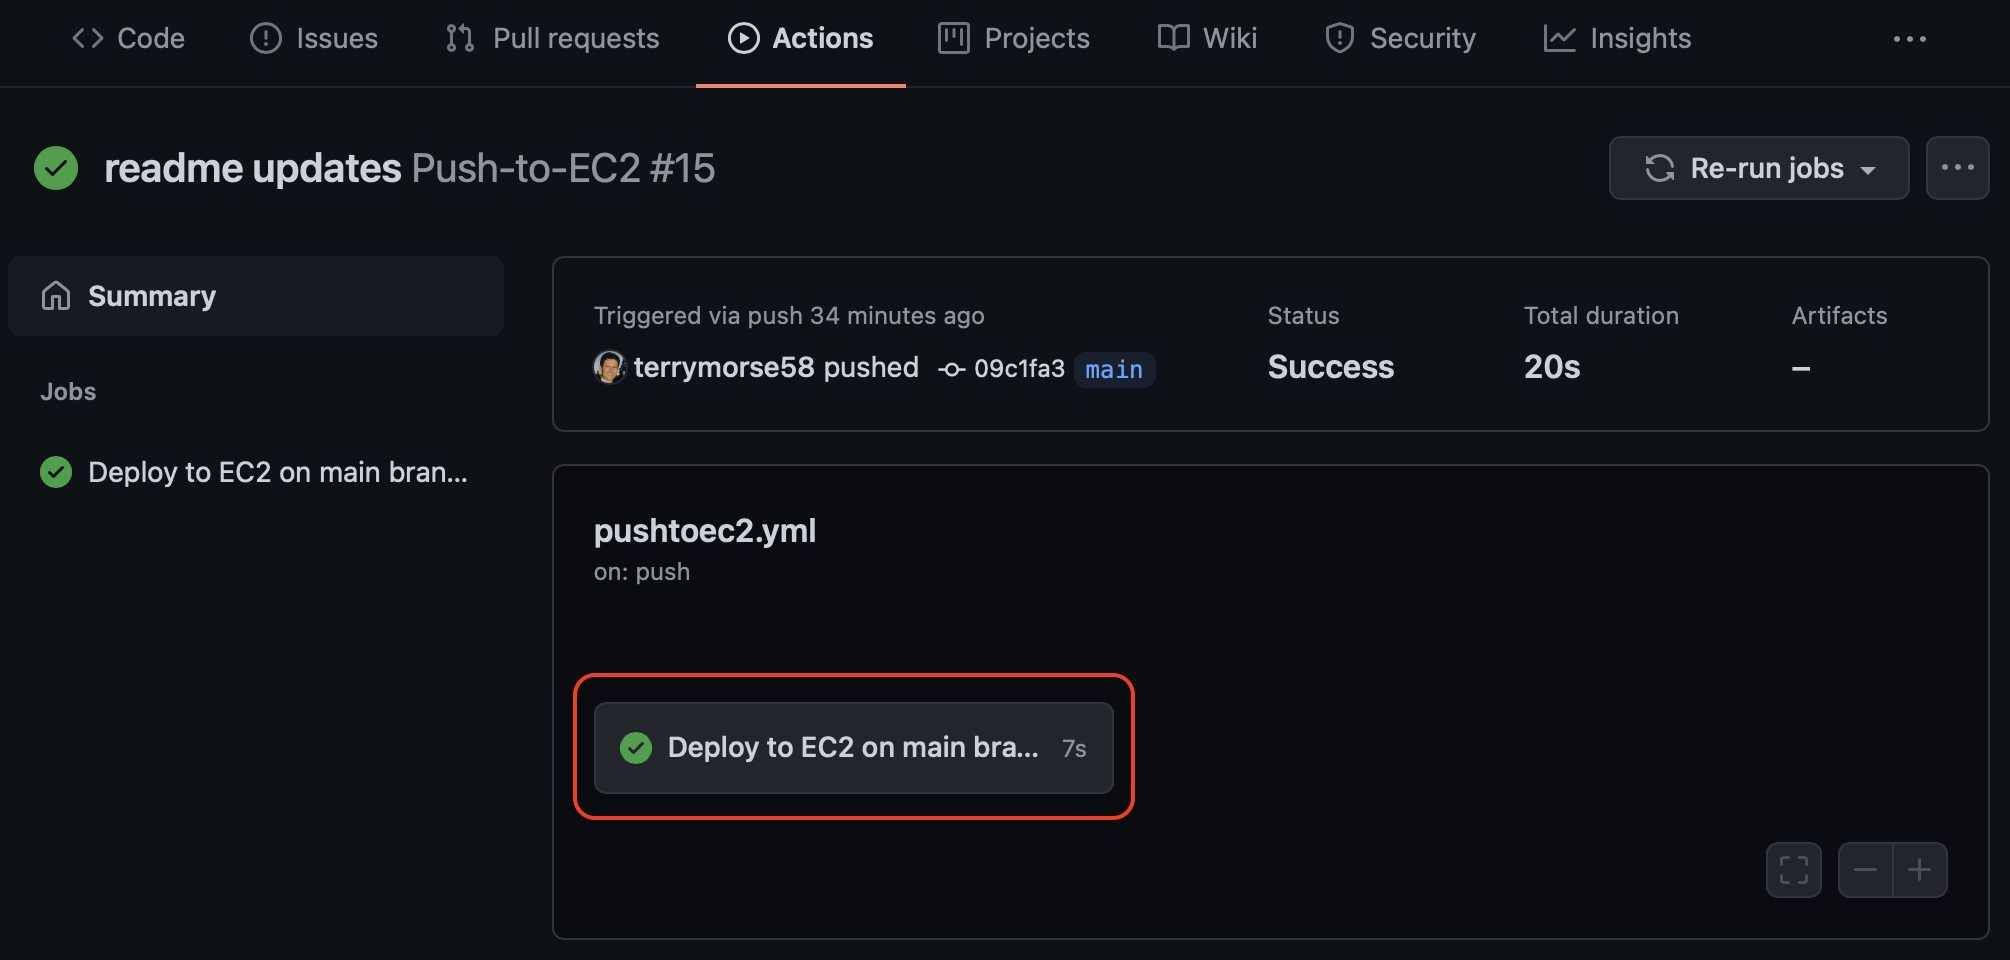 Code Issues Pull requests Actions Projects Wiki Security Insights
readme updates Push-to-EC2 #15
Re-run jobs
Summary
Jobs
Deploy to EC2 on main bran...
Triggered via push 34 minutes ago
terrymorse58 pushed 09c1fa3 main
Status
Success
Total duration
20s
Artifacts
–
pushtoec2.yml
on: push
Deploy to EC2 on main bra... 7s